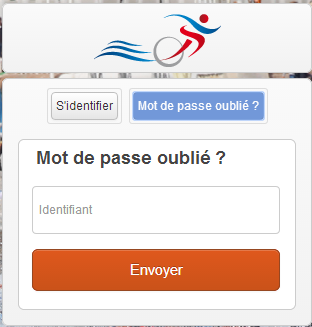 S'identifier Mot de passe oublié ?
Mot de passe oublié ?
Identifiant
Envoyer